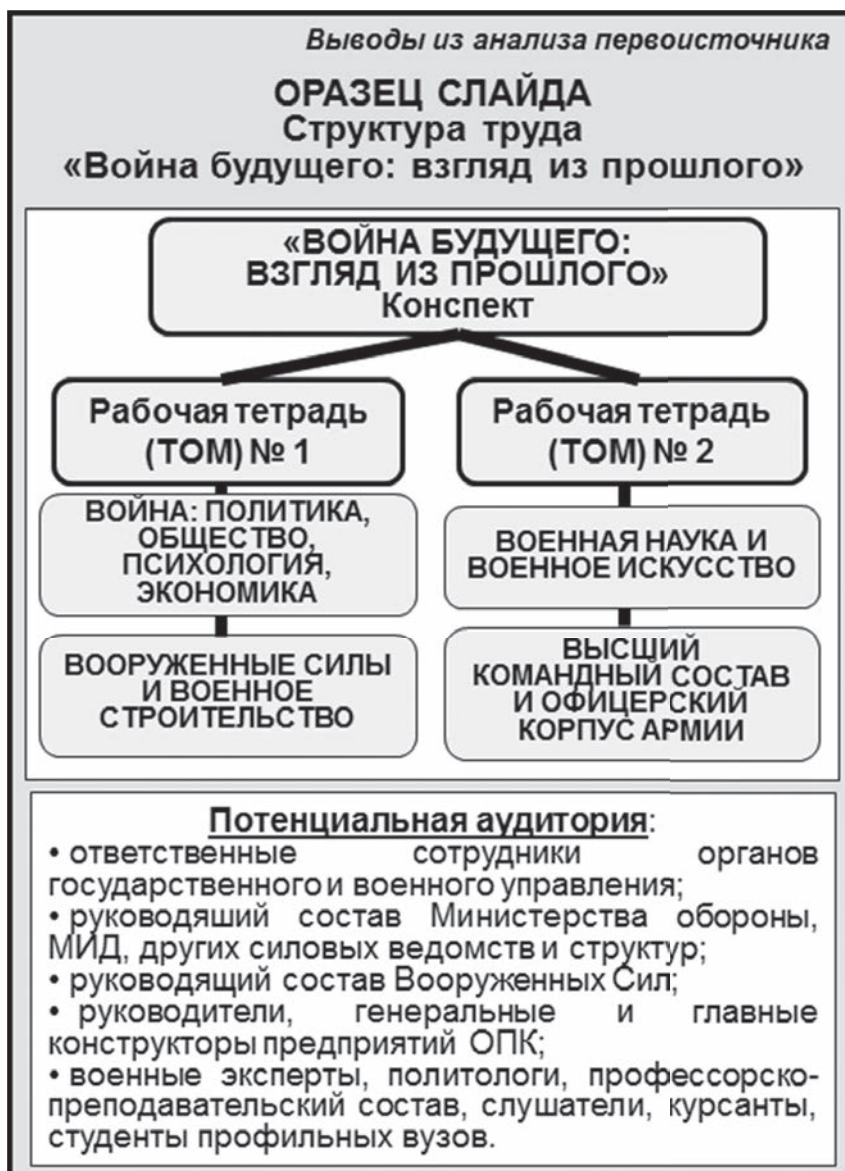 Выводы из анализа первоисточника
ОРАЗЕЦ СЛАЙДА
Структура труда
«Война будущего: взгляд из прошлого»
«ВОЙНА БУДУЩЕГО:
ВЗГЛЯД ИЗ ПРОШЛОГО»
Конспект
Рабочая тетрадь
(ТОМ) № 1
ВОЙНА: ПОЛИТИКА,
ОБЩЕСТВО,
ПСИХОЛОГИЯ,
ЭКОНОМИКА
ВООРУЖЕННЫЕ СИЛЫ
И ВОЕННОЕ
СТРОИТЕЛЬСТВО
Рабочая тетрадь
(ТОМ) № 2
ВОЕННАЯ НАУКА И
ВОЕННОЕ ИСКУССТВО
ВЫСШИЙ
КОМАНДНЫЙ СОСТАВ
И ОФИЦЕРСКИЙ
КОРПУС АРМИИ
Потенциальная аудитория:
• ответственные сотрудники органов
государственного и военного управления;
• руководяший состав Министерства обороны,
МИД, других силовых ведомств и структур;
• руководящий состав Вооруженных Сил;
• руководители, генеральные и главные
конструкторы предприятий ОПК;
• военные эксперты, политологи, профессорско-
преподавательский состав, слушатели, курсанты,
студенты профильных вузов.